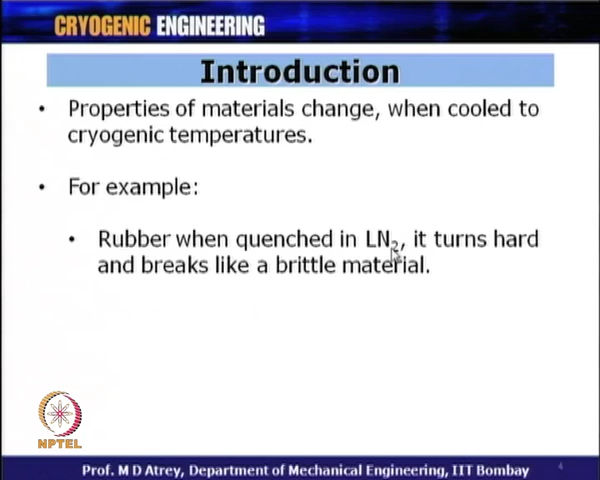 CRYOGENIC ENGINEERING
Introduction
• Properties of materials change, when cooled to
cryogenic temperatures.
• For example:
• Rubber when quenched in LN₂, it turns hard
and breaks like a brittle material.
NPTEL
Prof. M D Atrey, Department of Mechanical Engineering, IIT Bombay
4